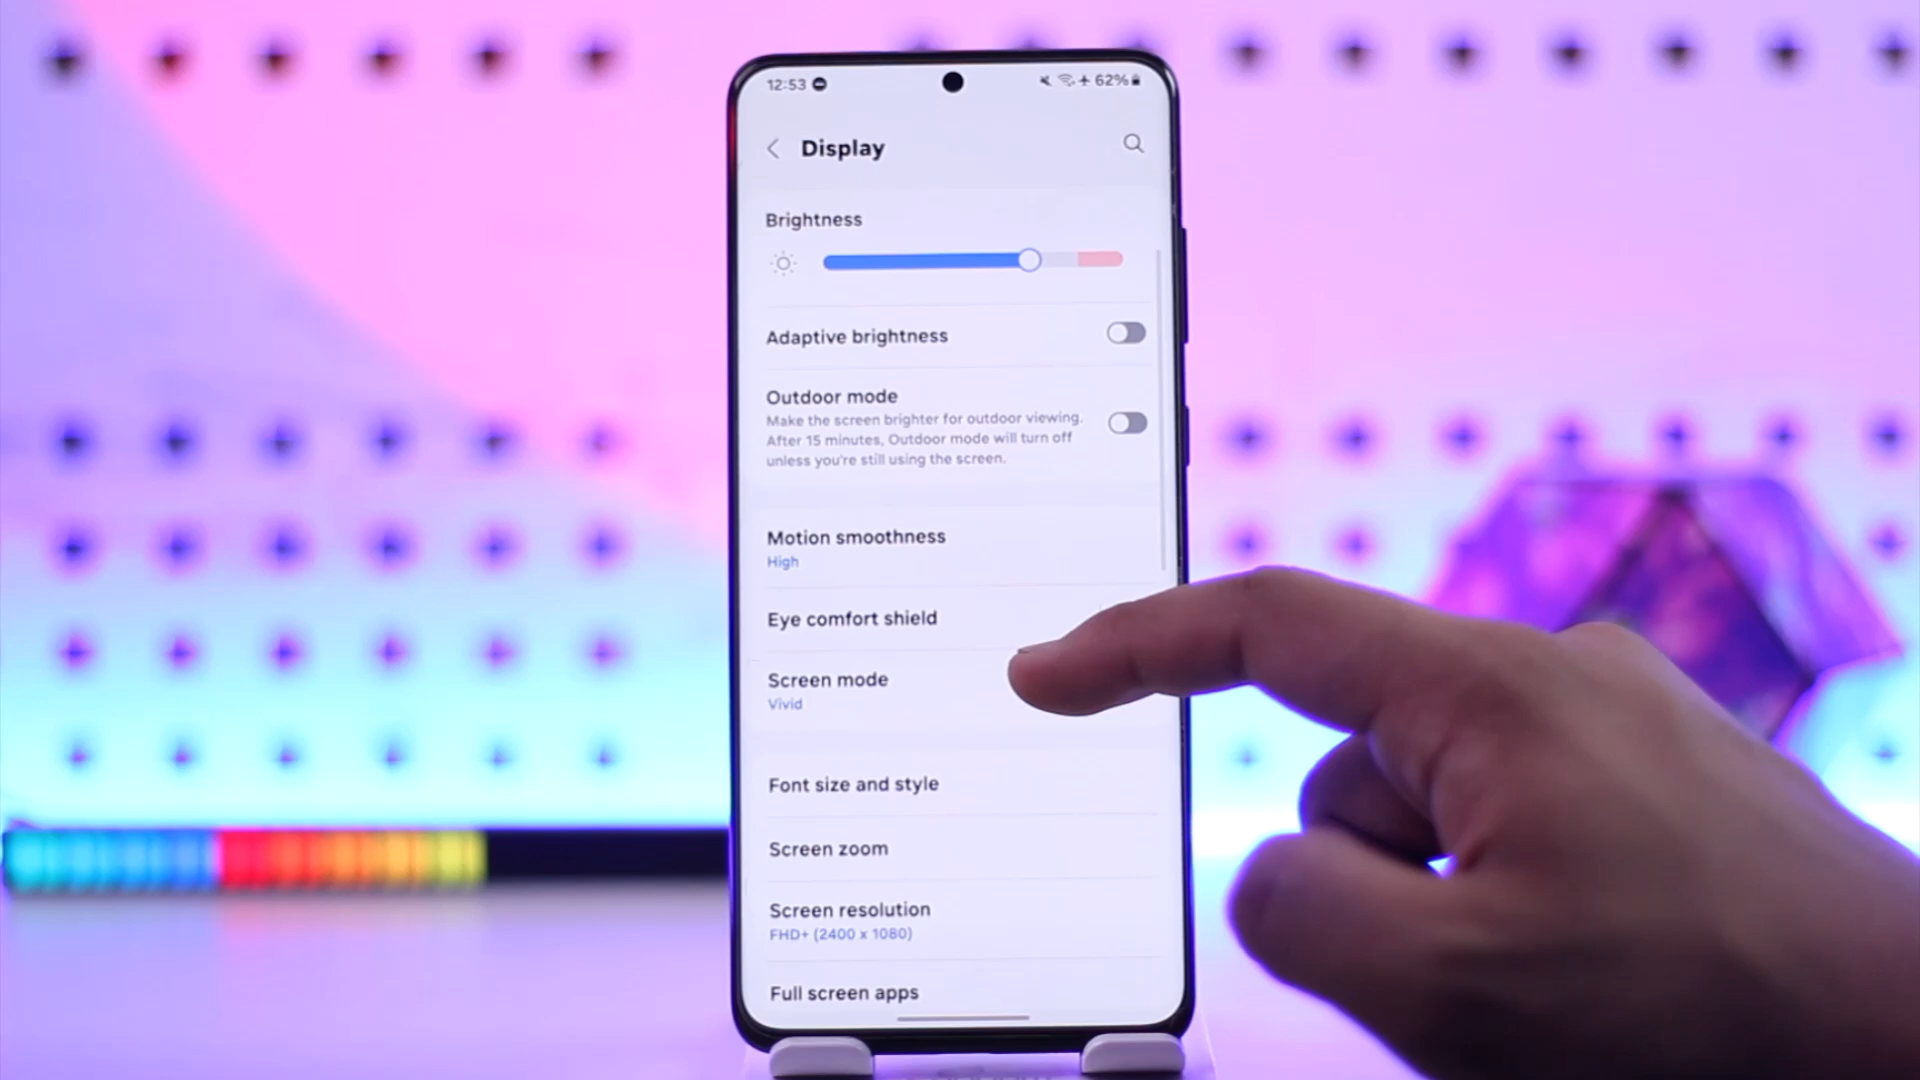 12:53
62%
Display
Brightness
Adaptive brightness
Outdoor mode
Make the screen brighter for outdoor viewing.
After 15 minutes, Outdoor mode will turn off
unless you're still using the screen.
Motion smoothness
High
Eye comfort shield
Screen mode
Vivid
Font size and style
Screen zoom
Screen resolution
FHD+ (2400 x 1080)
Full screen apps